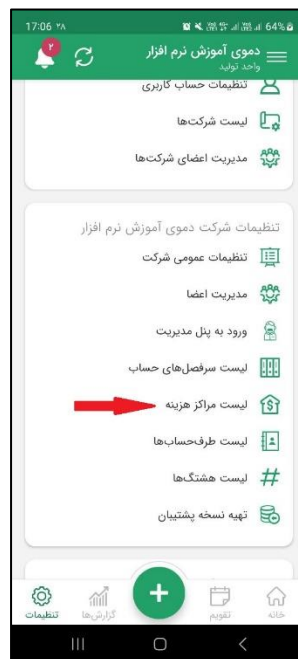 17:06 ۲۸
64%
دموی آموزش نرم افزار
واحد تولید
۲
تنظیمات حساب کاربری
لیست شرکت‌ها
مدیریت اعضای شرکت‌ها
تنظیمات شرکت دموی آموزش نرم افزار
تنظیمات عمومی شرکت
مدیریت اعضا
ورود به پنل مدیریت
لیست سرفصل‌های حساب
لیست مراکز هزینه
لیست طرف‌حساب‌ها
لیست هشتگ‌ها
تهیه نسخه پشتیبان
خانه
تقویم
گزارش‌ها
تنظیمات